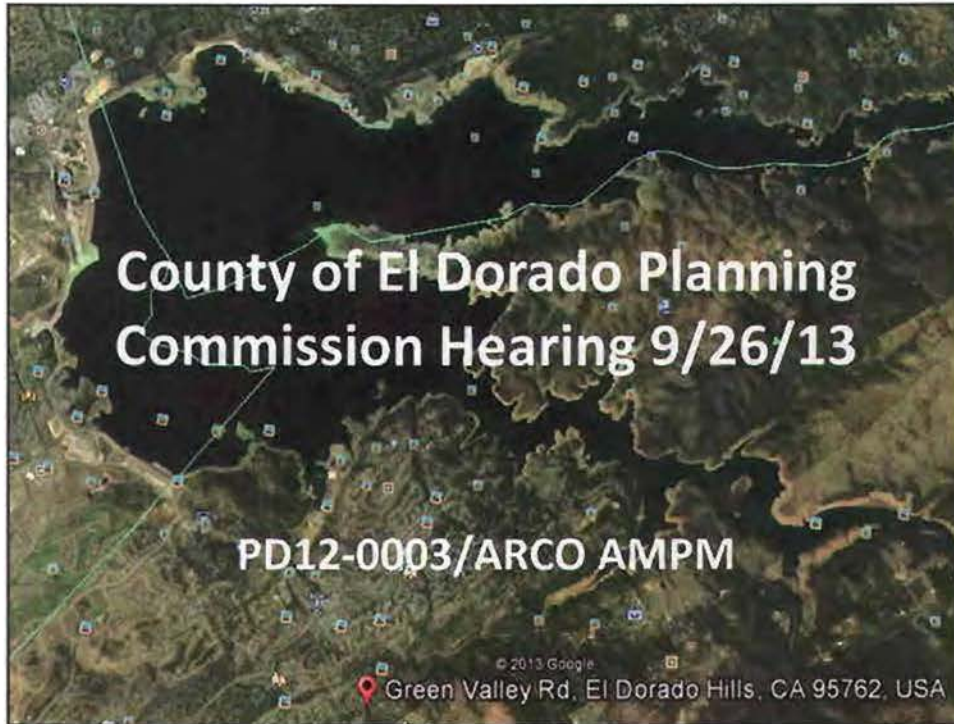 County of El Dorado Planning
Commission Hearing 9/26/13
PD12-0003/ARCO AMPM
© 2013 Google
Green Valley Rd, El Dorado Hills, CA 95762, USA